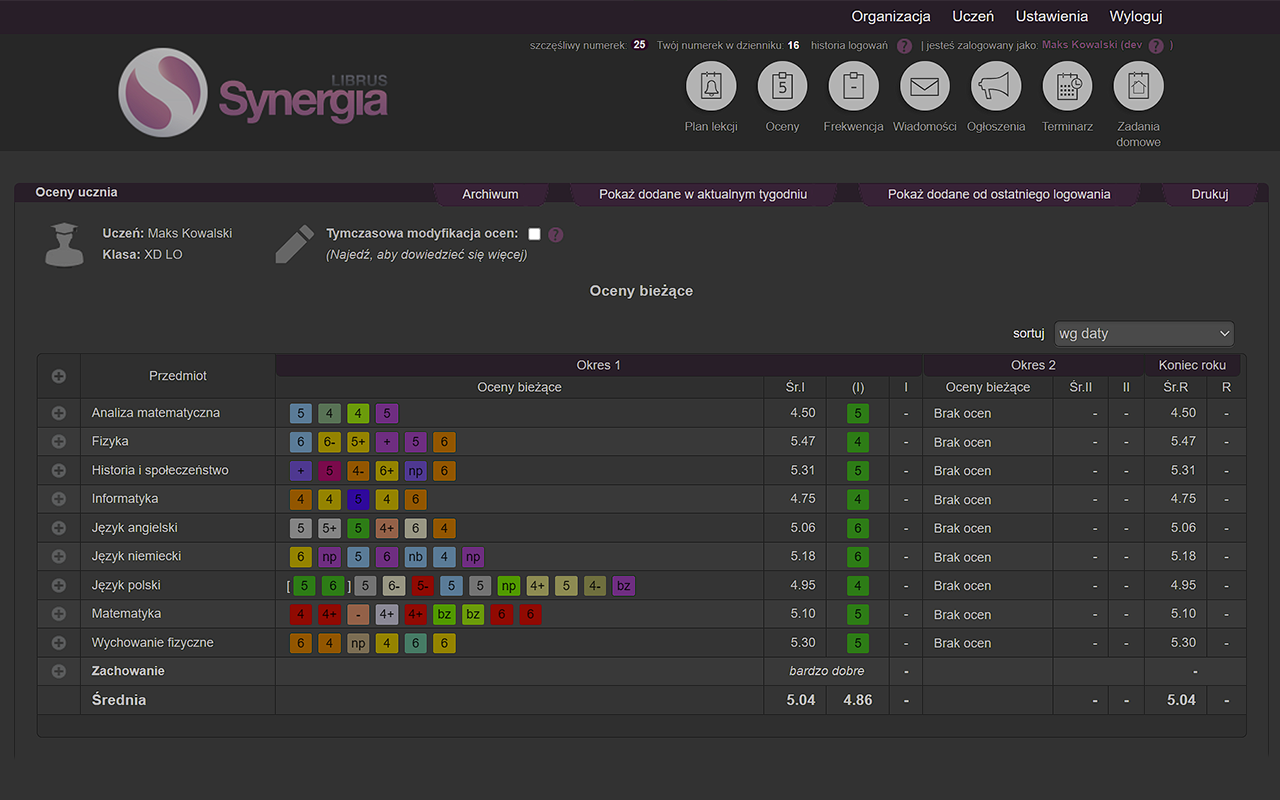 Organizacja Uczeń Ustawienia Wyloguj
szczęśliwy numerek: 25 Twój numerek w dzienniku: 16 historia logowań ? | jesteś zalogowany jako: Maks Kowalski (dev ? )
LIBRUS
Synergia
5 -
Plan lekcji Oceny Frekwencja Wiadomości Ogłoszenia Terminarz Zadania domowe
Oceny ucznia Archiwum Pokaż dodane w aktualnym tygodniu Pokaż dodane od ostatniego logowania Drukuj
Uczeń: Maks Kowalski Tymczasowa modyfikacja ocen: ?
Klasa: XD LO (Najedź, aby dowiedzieć się więcej)
Oceny bieżące
sortuj wg daty
Przedmiot Okres 1 Okres 2 Koniec roku
Oceny bieżące Śr.I (I) I Oceny bieżące Śr.II II Śr.R R
Analiza matematyczna 5 4 4 5 4.50 5 - Brak ocen - - 4.50 -
Fizyka 6 6- 5+ + 5 6 5.47 4 - Brak ocen - - 5.47 -
Historia i społeczeństwo + 5 4- 6+ np 6 5.31 5 - Brak ocen - - 5.31 -
Informatyka 4 4 5 4 6 4.75 4 - Brak ocen - - 4.75 -
Język angielski 5 5+ 5 4+ 6 4 5.06 6 - Brak ocen - - 5.06 -
Język niemiecki 6 np 5 6 nb 4 np 5.18 6 - Brak ocen - - 5.18 -
Język polski [ 5 6 ] 5 6- 5- 5 5 np 4+ 5 4- bz 4.95 4 - Brak ocen - - 4.95 -
Matematyka 4 4+ - 4+ 4+ bz bz 6 6 5.10 5 - Brak ocen - - 5.10 -
Wychowanie fizyczne 6 4 np 4 6 6 5.30 5 - Brak ocen - - 5.30 -
Zachowanie bardzo dobre - -
Średnia 5.04 4.86 - - - 5.04 -